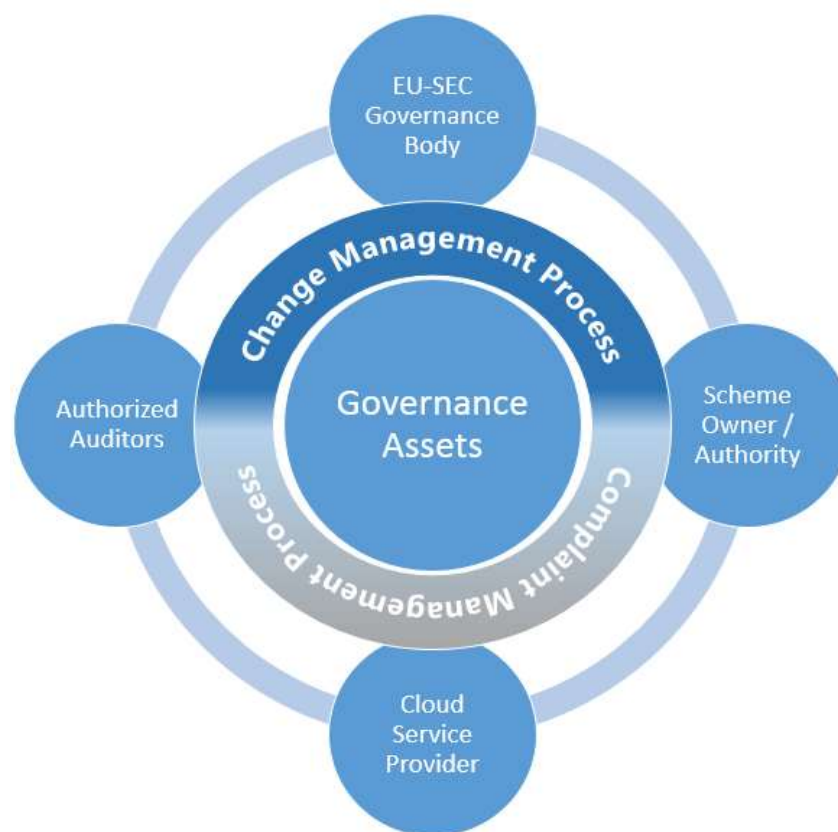 EU-SEC
Governance
Body
Change Management Process
Authorized
Auditors
Governance
Assets
Scheme
Owner /
Authority
Complaint Management Process
Cloud
Service
Provider